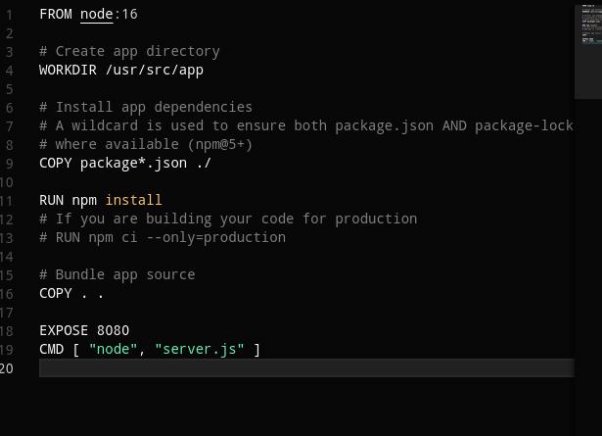 1 FROM node:16
2
3 # Create app directory
4 WORKDIR /usr/src/app
5
6 # Install app dependencies
7 # A wildcard is used to ensure both package.json AND package-lock
8 # where available (npm@5+)
9 COPY package*.json ./
10
11 RUN npm install
12 # If you are building your code for production
13 # RUN npm ci --only=production
14
15 # Bundle app source
16 COPY . .
17
18 EXPOSE 8080
19 CMD [ "node", "server.js" ]
20